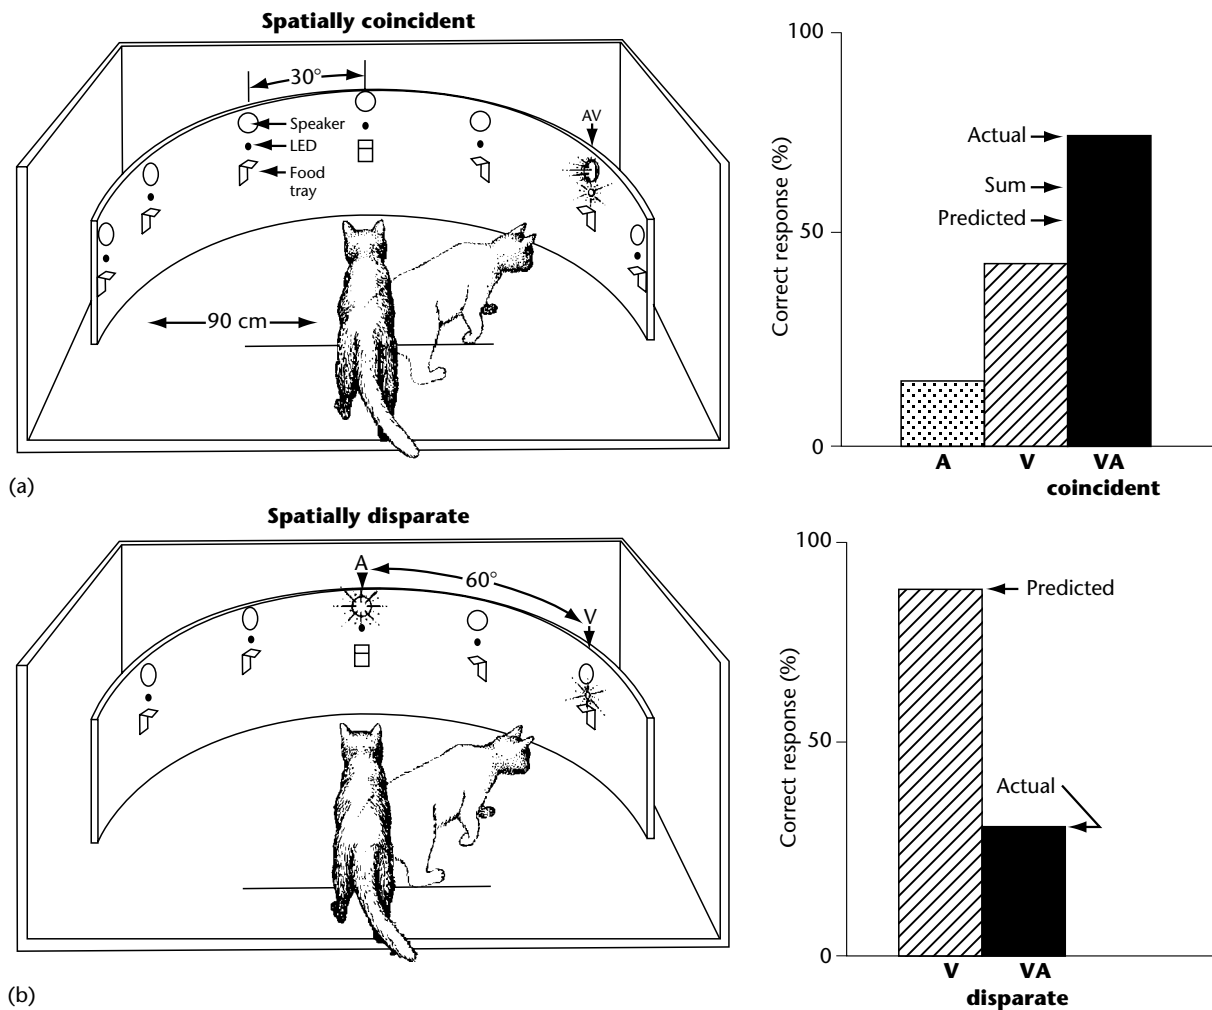 Spatially coincident
30°
Speaker
LED
Food
tray
AV
90 cm
(a)
Correct response (%)
100
50
0
Actual
Sum
Predicted
A V VA
coincident
Spatially disparate
A
60°
V
(b)
Correct response (%)
100
50
0
Predicted
Actual
V VA
disparate